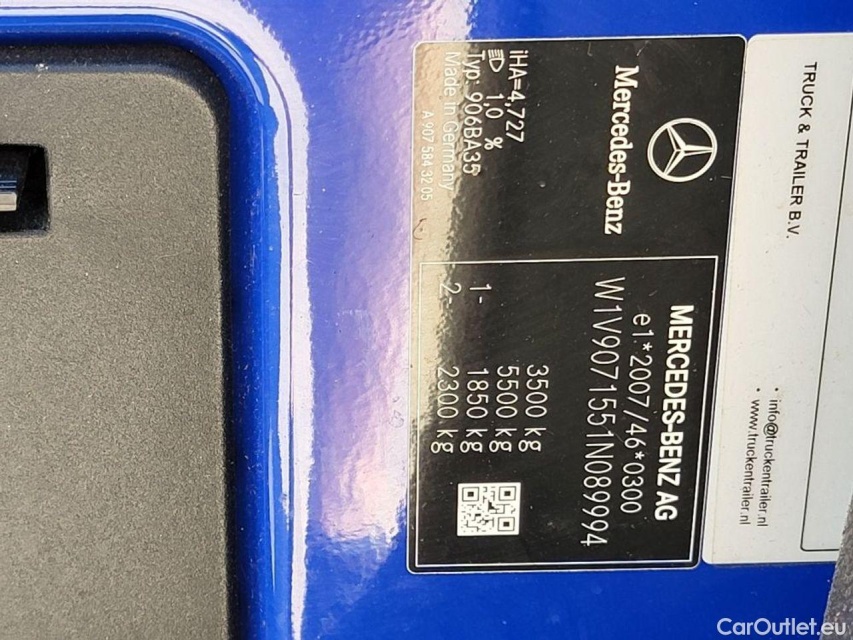 TRUCK & TRAILER B.V.
• info@truckentrailer.nl
• www.truckentrailer.nl
Mercedes-Benz
iHA=4,727
1,0 %
Typ: 906BA35
Made in Germany
A 907 584 32 05
MERCEDES-BENZ AG
e1*2007/46*0300
W1V9071551N089994
3500 kg
5500 kg
1- 1850 kg
2- 2300 kg
CarOutlet.eu